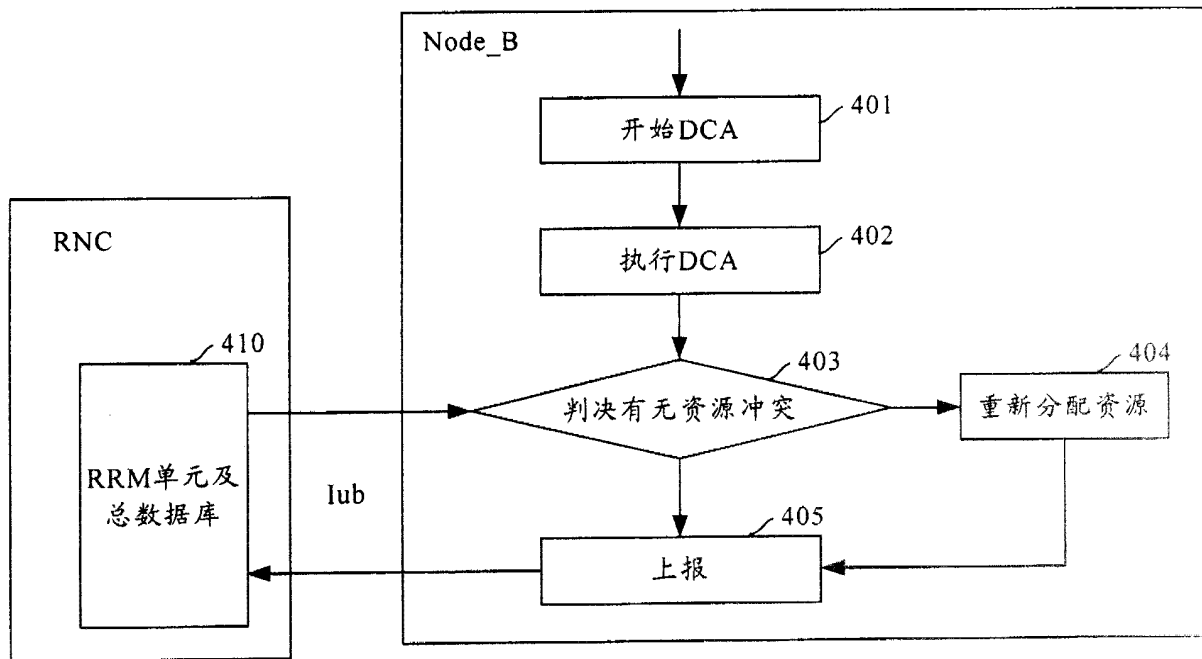 Node_B
401
开始DCA
402
执行DCA
RNC
410
403
404
判决有无资源冲突
重新分配资源
RRM单元及
总数据库
Iub
405
上报